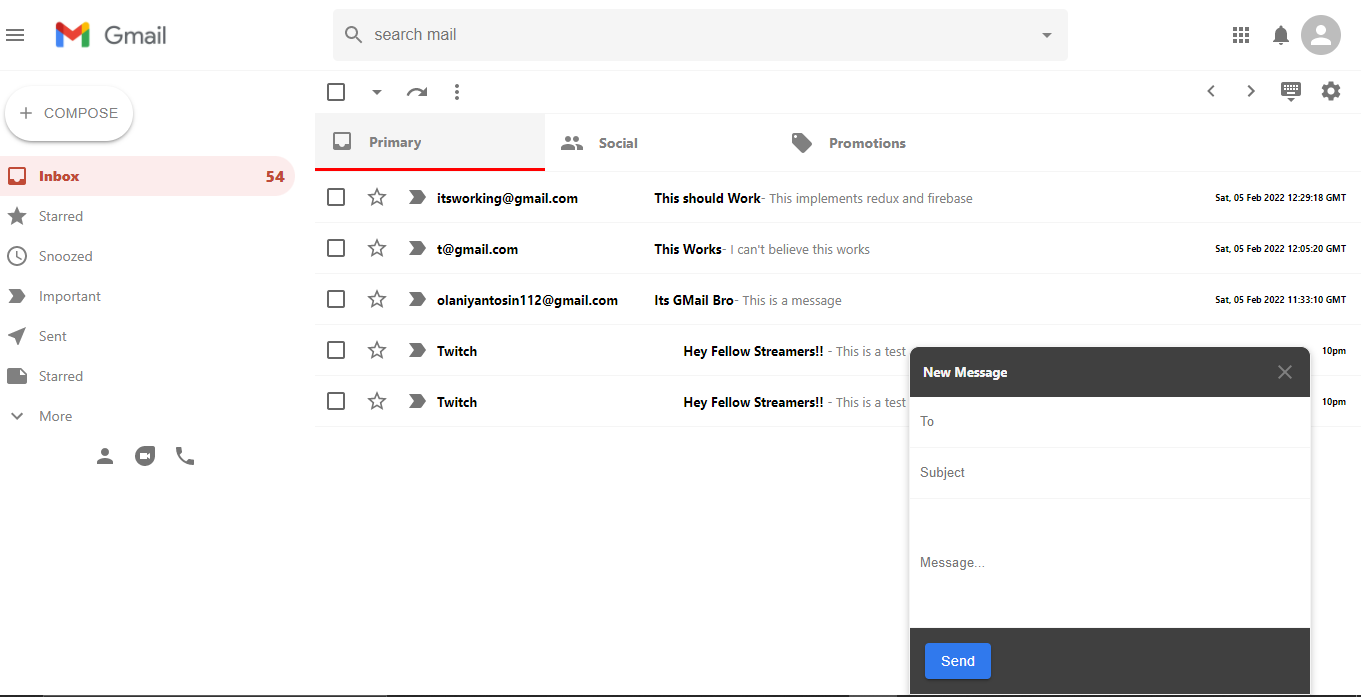 Gmail
search mail
COMPOSE
Inbox 54
Starred
Snoozed
Important
Sent
Starred
More
Primary Social Promotions
itsworking@gmail.com This should Work- This implements redux and firebase Sat, 05 Feb 2022 12:29:18 GMT
t@gmail.com This Works- I can't believe this works Sat, 05 Feb 2022 12:05:20 GMT
olaniyantosin112@gmail.com Its GMail Bro- This is a message Sat, 05 Feb 2022 11:33:10 GMT
Twitch Hey Fellow Streamers!! - This is a test 10pm
Twitch Hey Fellow Streamers!! - This is a test 10pm
New Message
To
Subject
Message...
Send